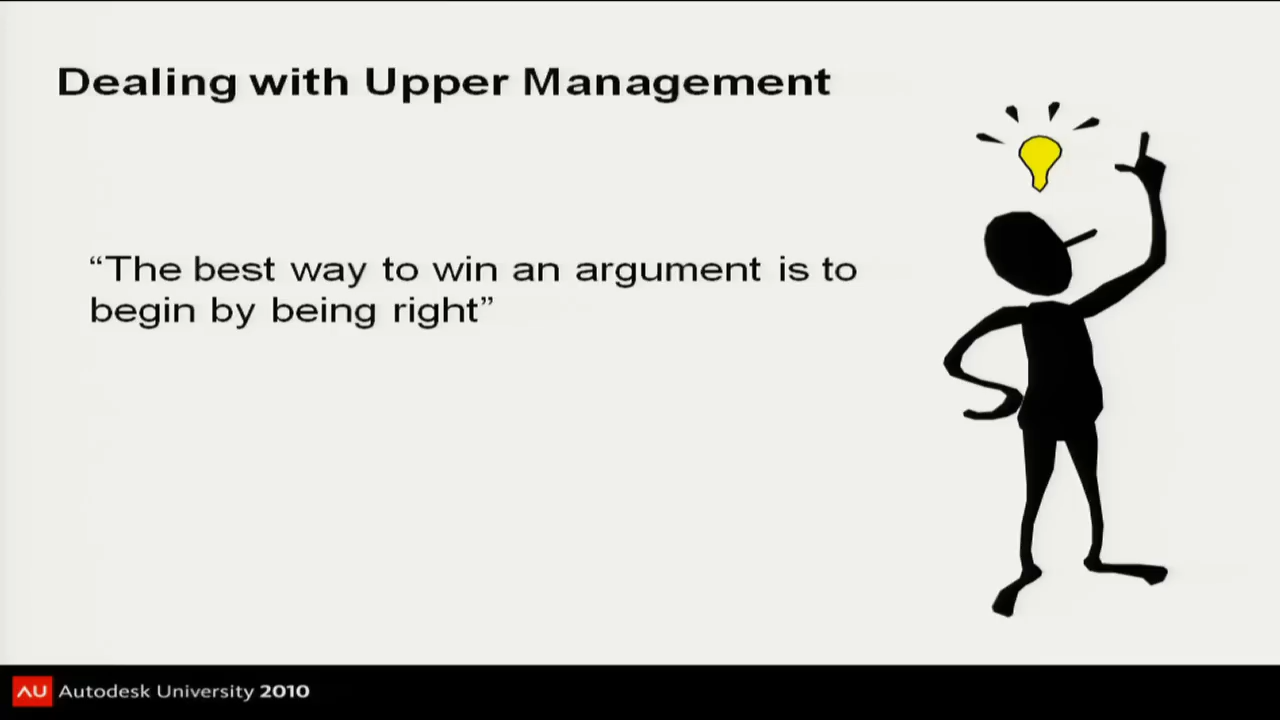 Dealing with Upper Management
“The best way to win an argument is to
begin by being right”
AU Autodesk University 2010